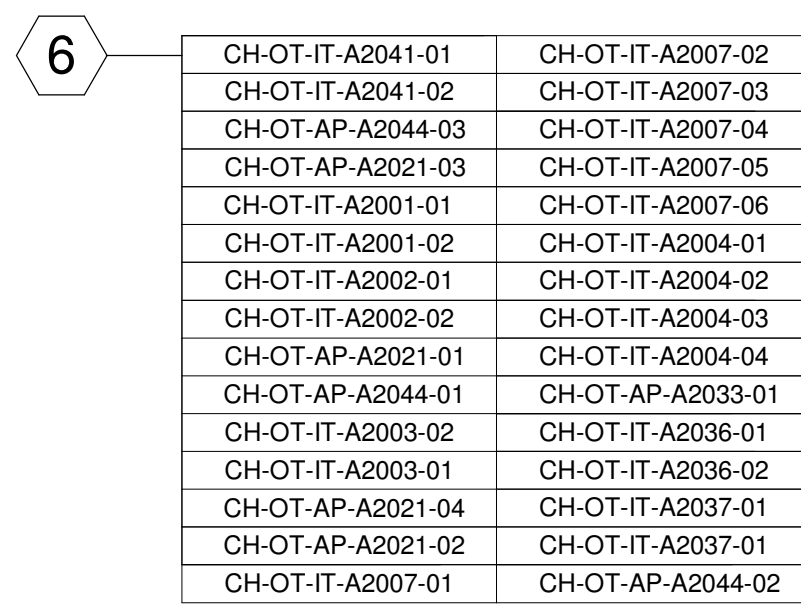 6
CH-OT-IT-A2041-01 CH-OT-IT-A2007-02
CH-OT-IT-A2041-02 CH-OT-IT-A2007-03
CH-OT-AP-A2044-03 CH-OT-IT-A2007-04
CH-OT-AP-A2021-03 CH-OT-IT-A2007-05
CH-OT-IT-A2001-01 CH-OT-IT-A2007-06
CH-OT-IT-A2001-02 CH-OT-IT-A2004-01
CH-OT-IT-A2002-01 CH-OT-IT-A2004-02
CH-OT-IT-A2002-02 CH-OT-IT-A2004-03
CH-OT-AP-A2021-01 CH-OT-IT-A2004-04
CH-OT-AP-A2044-01 CH-OT-AP-A2033-01
CH-OT-IT-A2003-02 CH-OT-IT-A2036-01
CH-OT-IT-A2003-01 CH-OT-IT-A2036-02
CH-OT-AP-A2021-04 CH-OT-IT-A2037-01
CH-OT-AP-A2021-02 CH-OT-IT-A2037-01
CH-OT-IT-A2007-01 CH-OT-AP-A2044-02